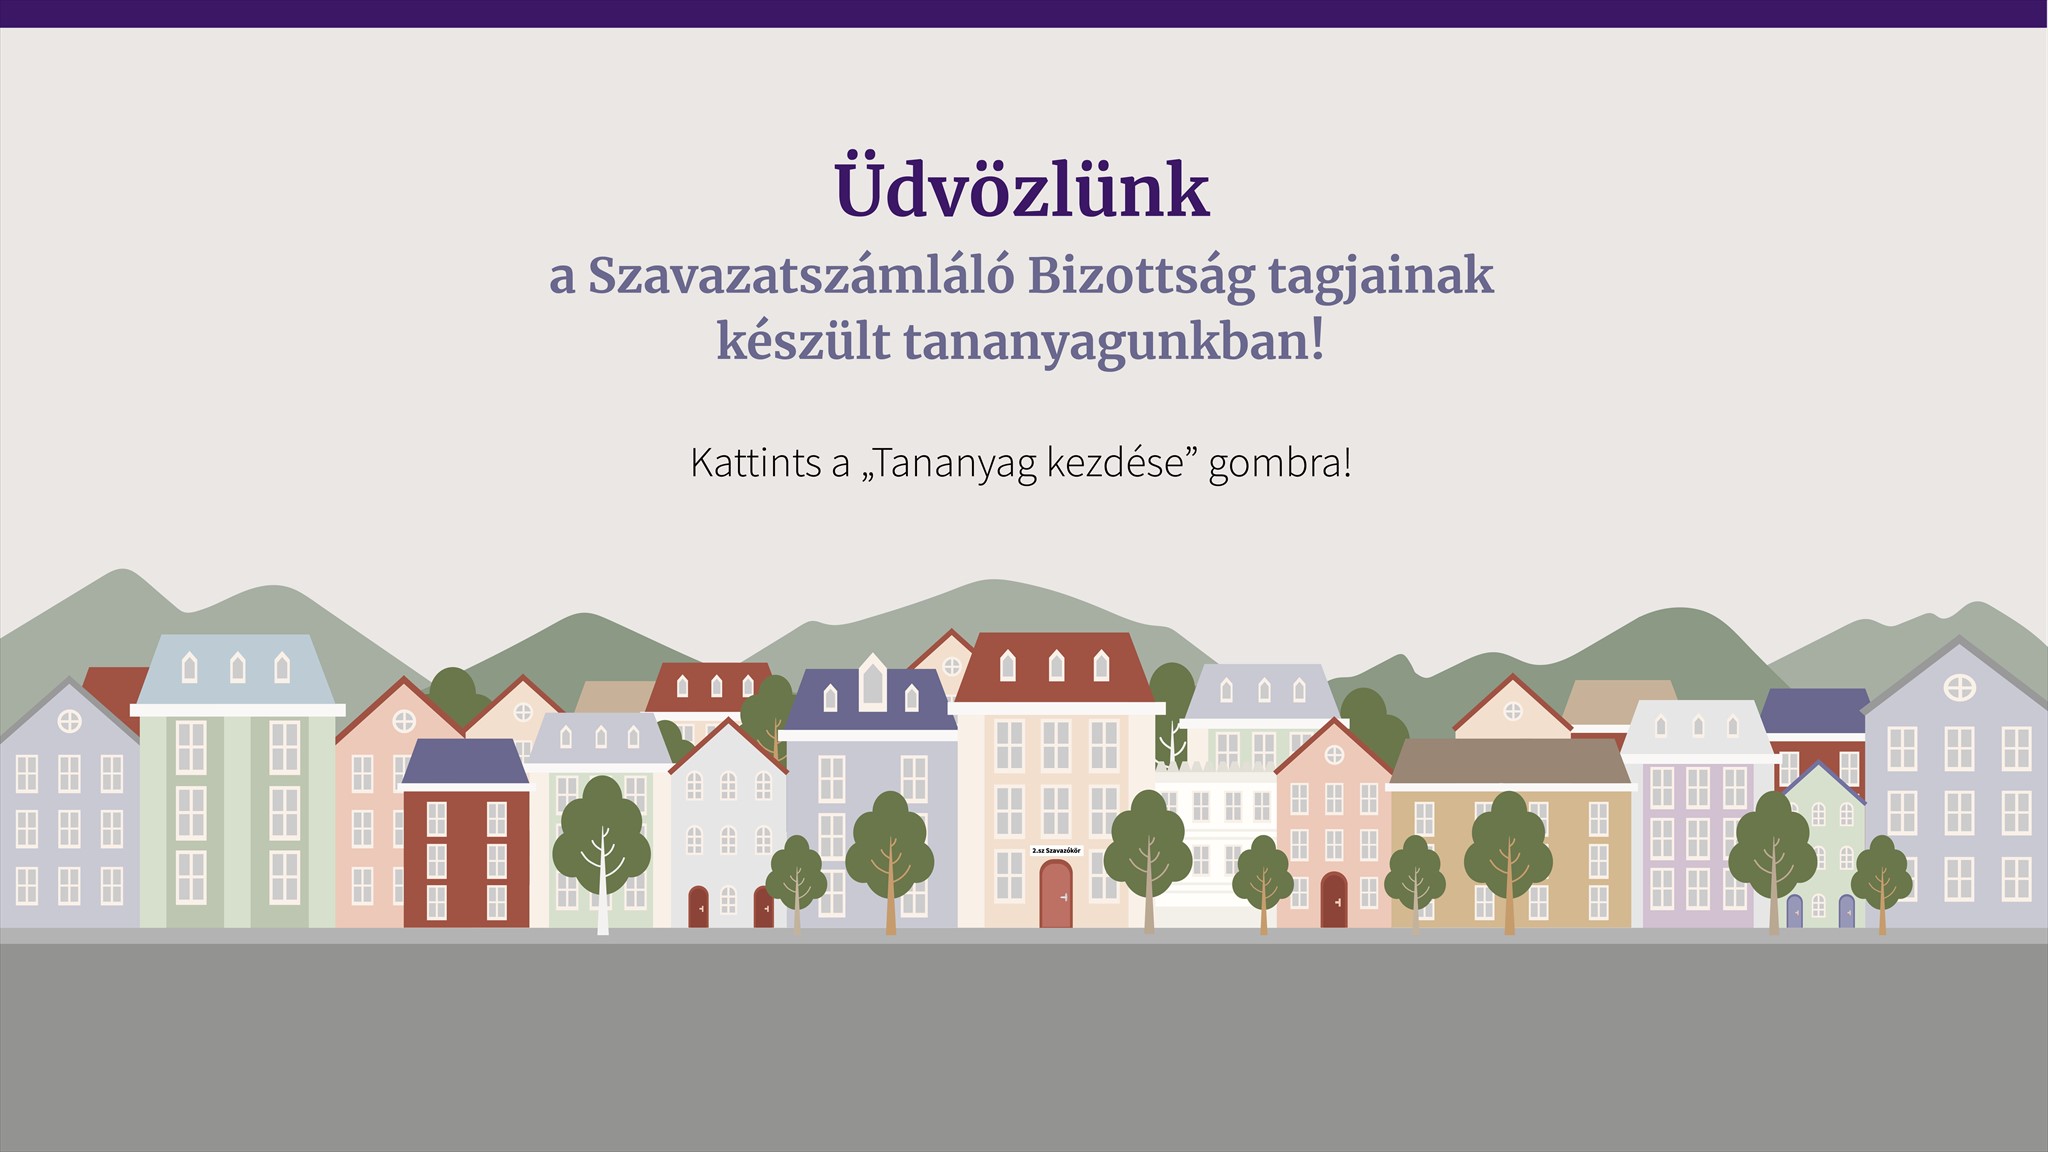 Üdvözlünk
a Szavazatszámláló Bizottság tagjainak
készült tananyagunkban!
Kattints a „Tananyag kezdése” gombra!
2.sz Szavazókör